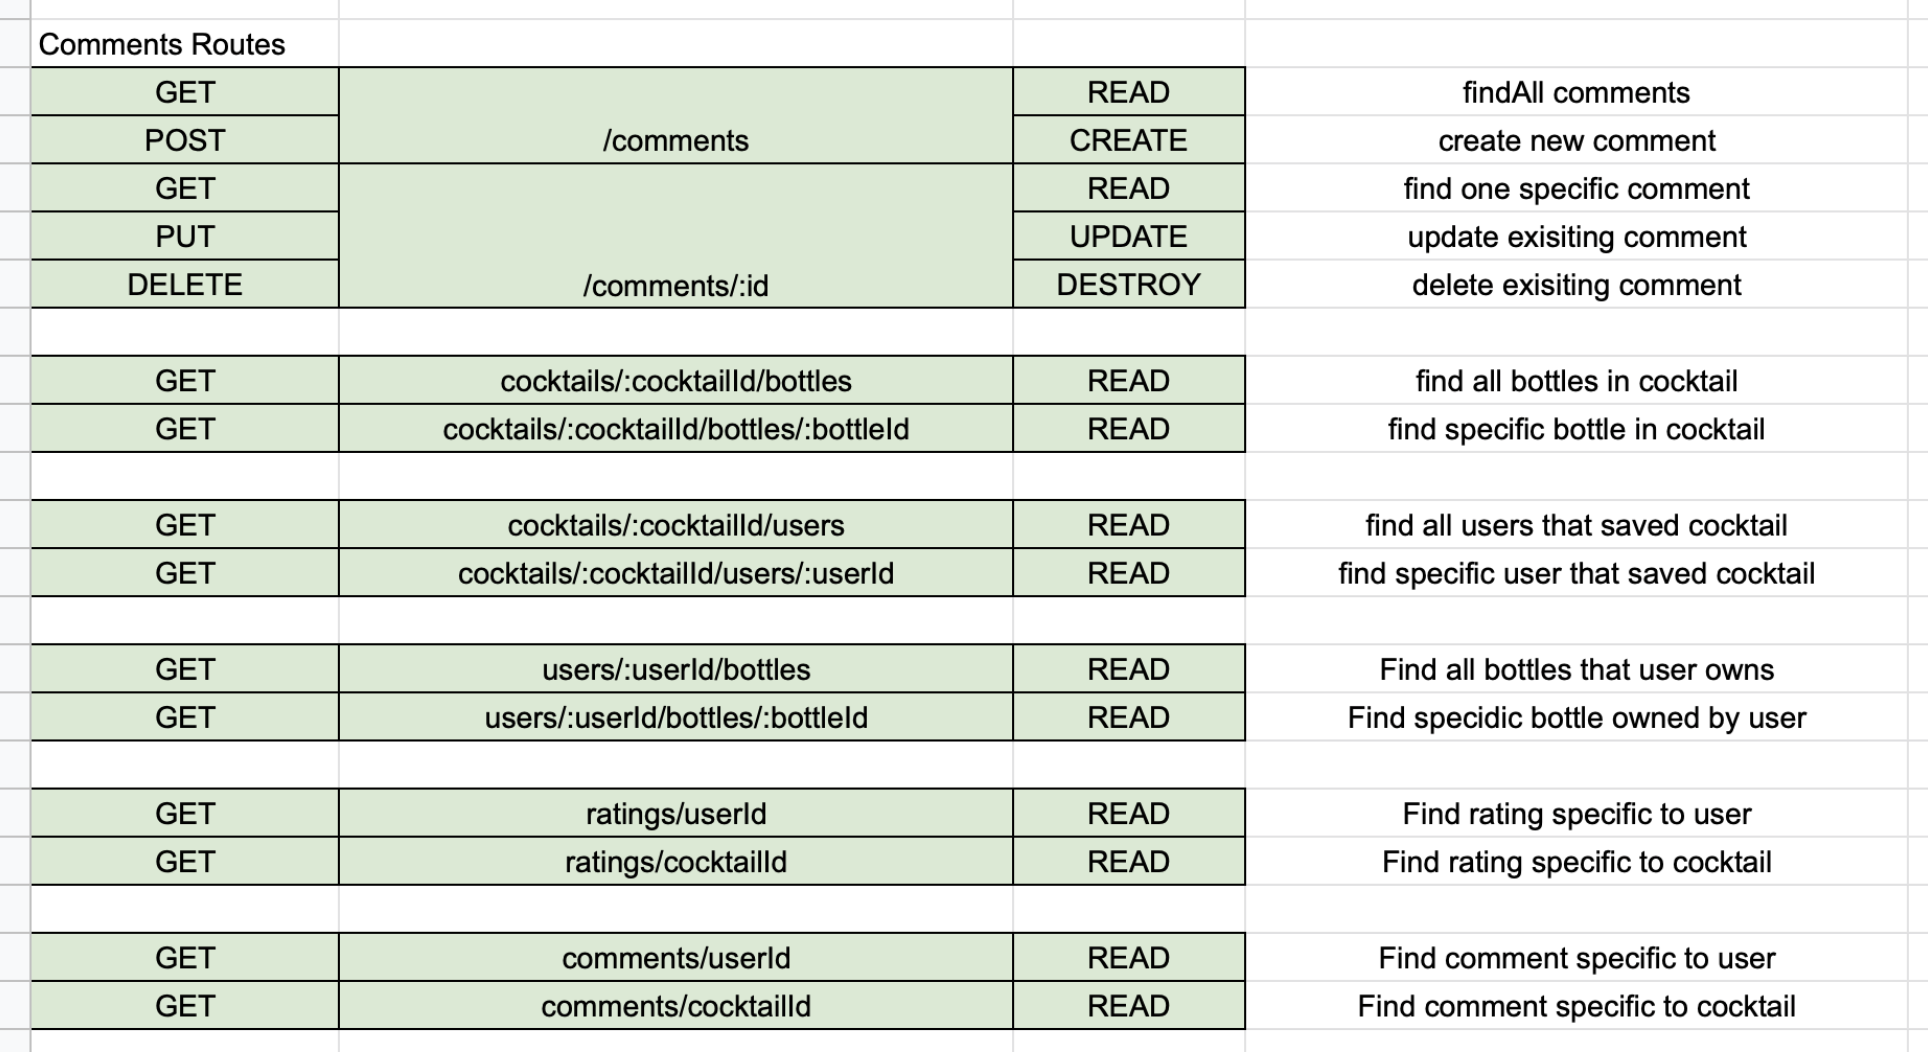 Comments Routes
GET READ findAll comments
POST /comments CREATE create new comment
GET READ find one specific comment
PUT UPDATE update exisiting comment
DELETE /comments/:id DESTROY delete exisiting comment
GET cocktails/:cocktailId/bottles READ find all bottles in cocktail
GET cocktails/:cocktailId/bottles/:bottleId READ find specific bottle in cocktail
GET cocktails/:cocktailId/users READ find all users that saved cocktail
GET cocktails/:cocktailId/users/:userId READ find specific user that saved cocktail
GET users/:userId/bottles READ Find all bottles that user owns
GET users/:userId/bottles/:bottleId READ Find specidic bottle owned by user
GET ratings/userId READ Find rating specific to user
GET ratings/cocktailId READ Find rating specific to cocktail
GET comments/userId READ Find comment specific to user
GET comments/cocktailId READ Find comment specific to cocktail